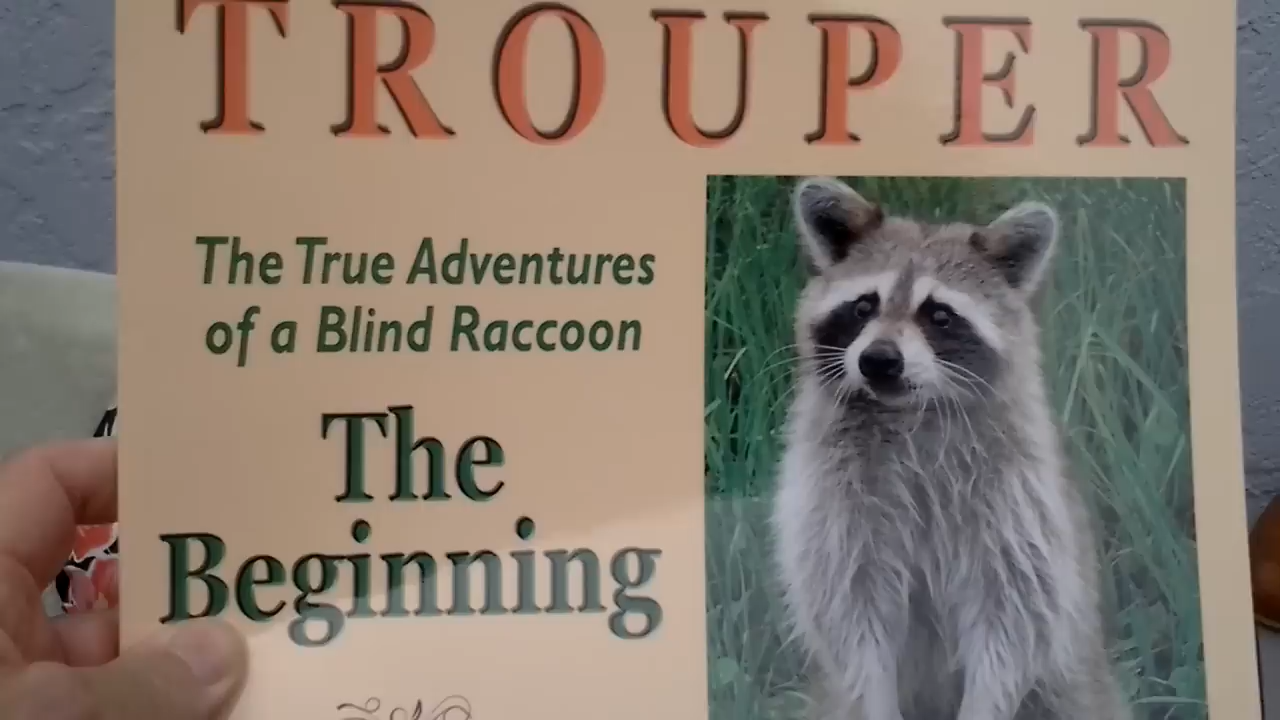 TROUPER
The True Adventures
of a Blind Raccoon
The
Beginning